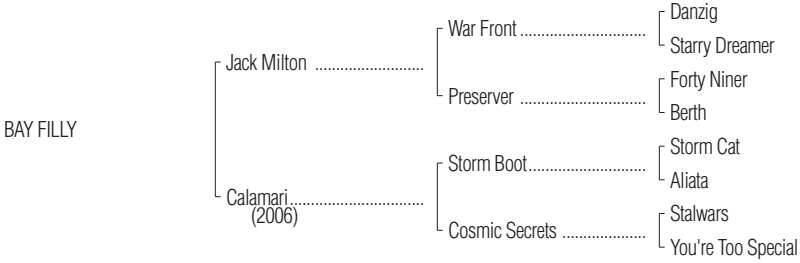 Danzig
War Front ..............................
Starry Dreamer
Jack Milton ..........................
Forty Niner
Preserver ..............................
Berth
BAY FILLY
Storm Cat
Storm Boot............................
Aliata
Calamari................................
(2006)
Stalwars
Cosmic Secrets ....................
You're Too Special